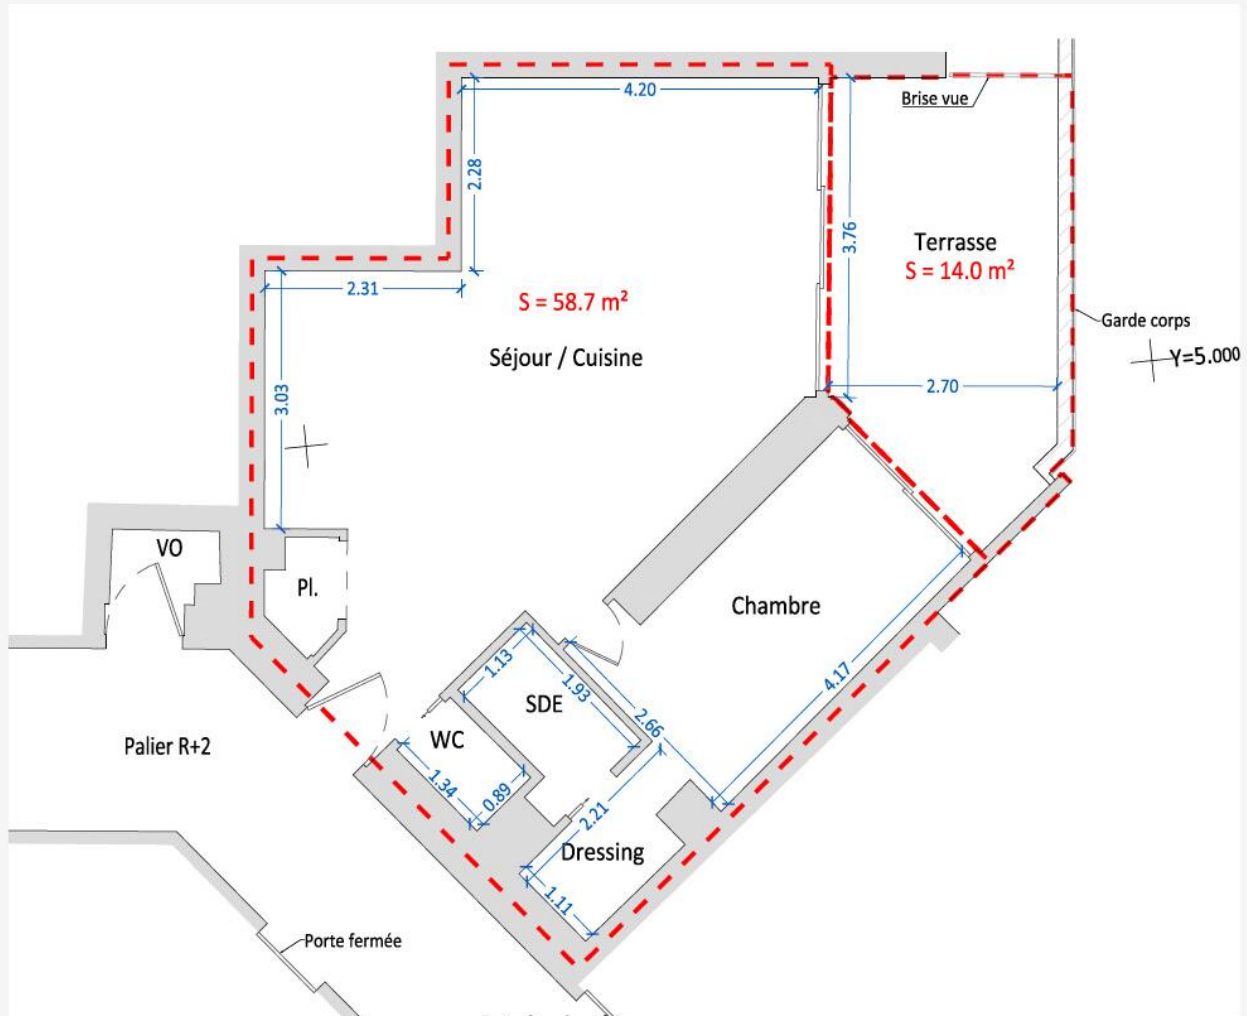 4.20
Brise vue
2.28
3.76
Terrasse
S = 14.0 m²
2.31
S = 58.7 m²
Garde corps
Séjour / Cuisine
Y=5.000
2.70
3.03
VO
Pl.
Chambre
1.13
1.93
SDE
4.17
2.66
WC
Palier R+2
1.34
0.89
2.21
Dressing
1.11
Porte fermée